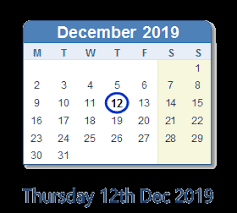 December 2019
M T W T F S S
1
2 3 4 5 6 7 8
9 10 11 12 13 14 15
16 17 18 19 20 21 22
23 24 25 26 27 28 29
30 31
Thursday 12th Dec 2019